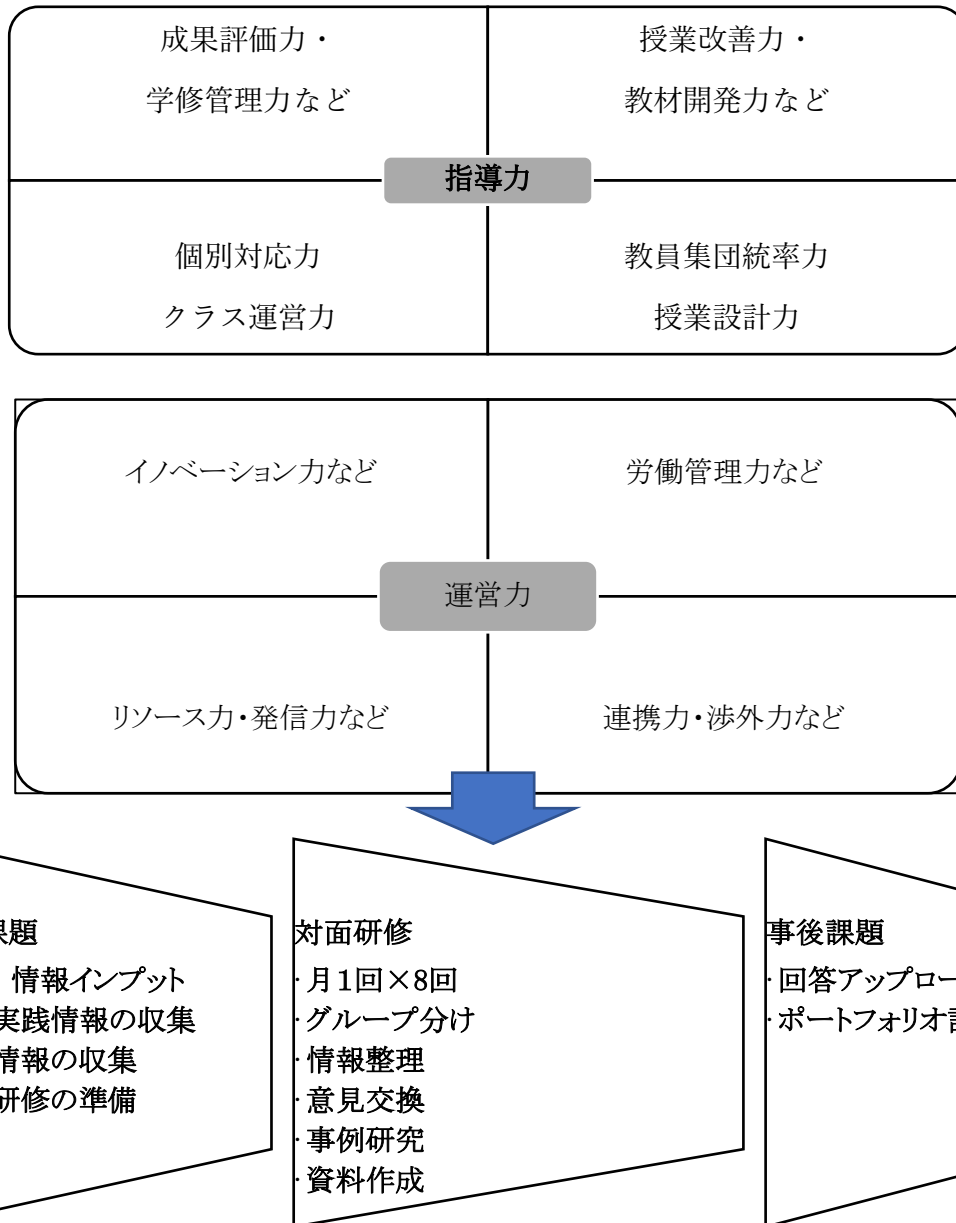 成果評価力・
学修管理力など
授業改善力・
教材開発力など
指導力
個別対応力
クラス運営力
教員集団統率力
授業設計力
イノベーション力など
労働管理力など
運営力
リソース力・発信力など
連携力・渉外力など
課題
情報インプット
実践情報の収集
情報の収集
研修の準備
対面研修
・月1回×8回
・グループ分け
・情報整理
・意見交換
・事例研究
・資料作成
事後課題
・回答アップロー
・ポートフォリオ